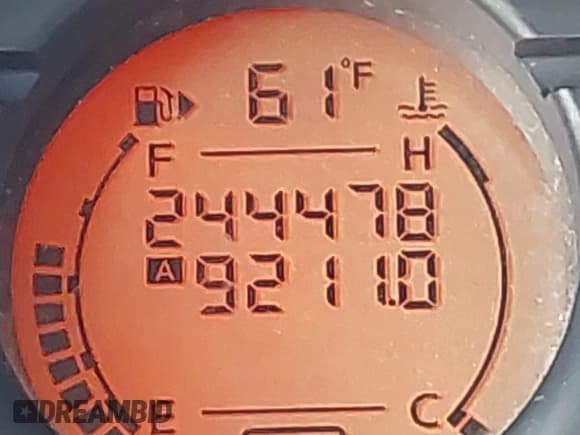 61°F
F H
244478
A 9211.0
E C
DREAMBID